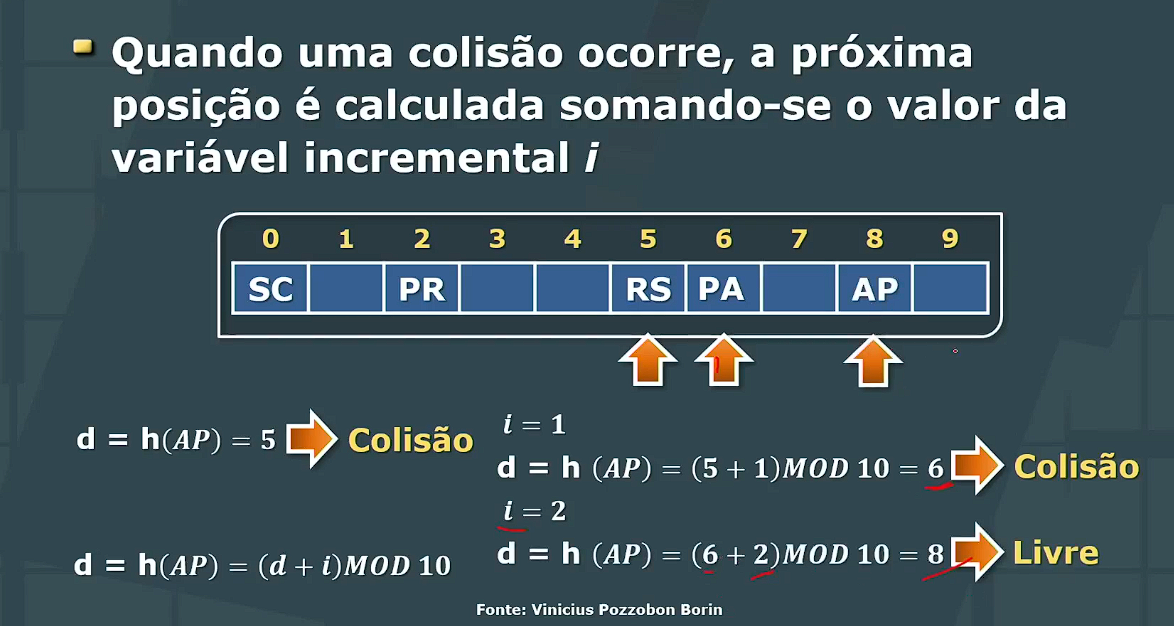 Quando uma colisão ocorre, a próxima
posição é calculada somando-se o valor da
variável incremental i
0 1 2 3 4 5 6 7 8 9
SC PR RS PA AP
d = h(AP) = 5 Colisão
i = 1
d = h (AP) = (5 + 1)MOD 10 = 6 Colisão
i = 2
d = h (AP) = (6 + 2)MOD 10 = 8 Livre
d = h(AP) = (d + i)MOD 10
Fonte: Vinicius Pozzobon Borin